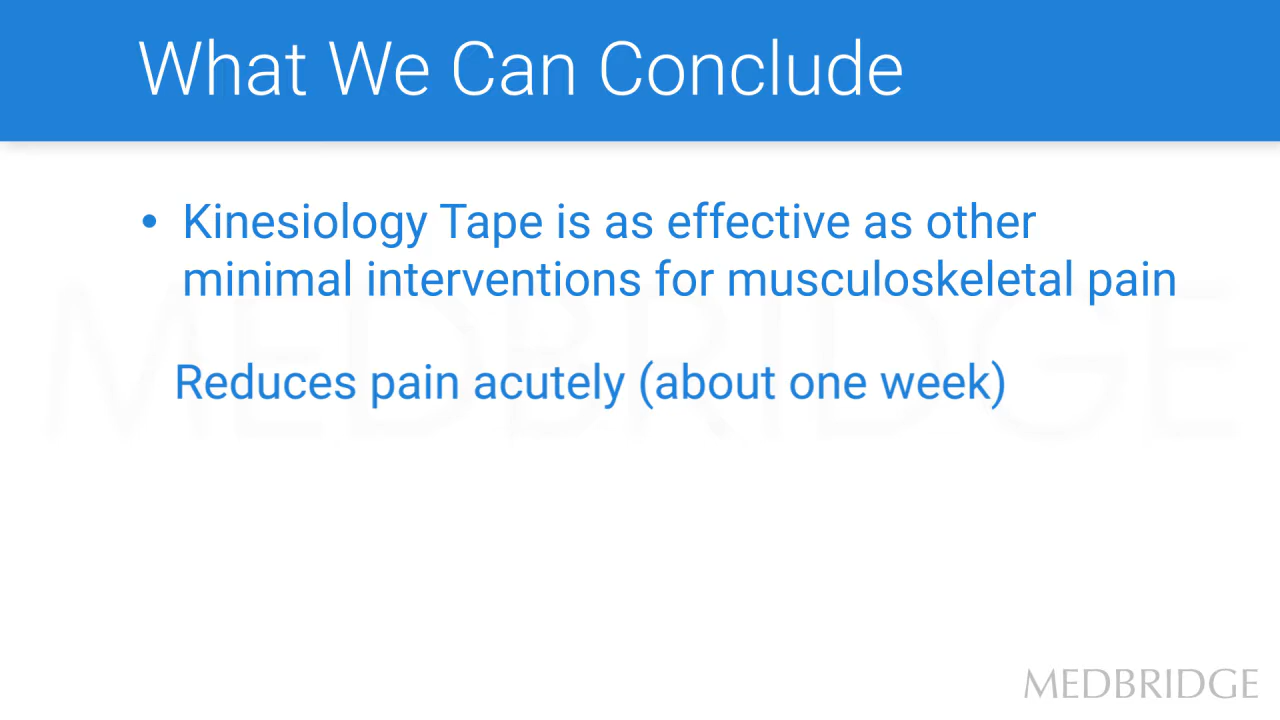 What We Can Conclude
• Kinesiology Tape is as effective as other
minimal interventions for musculoskeletal pain
Reduces pain acutely (about one week)
MEDBRIDGE
MEDBRIDGE